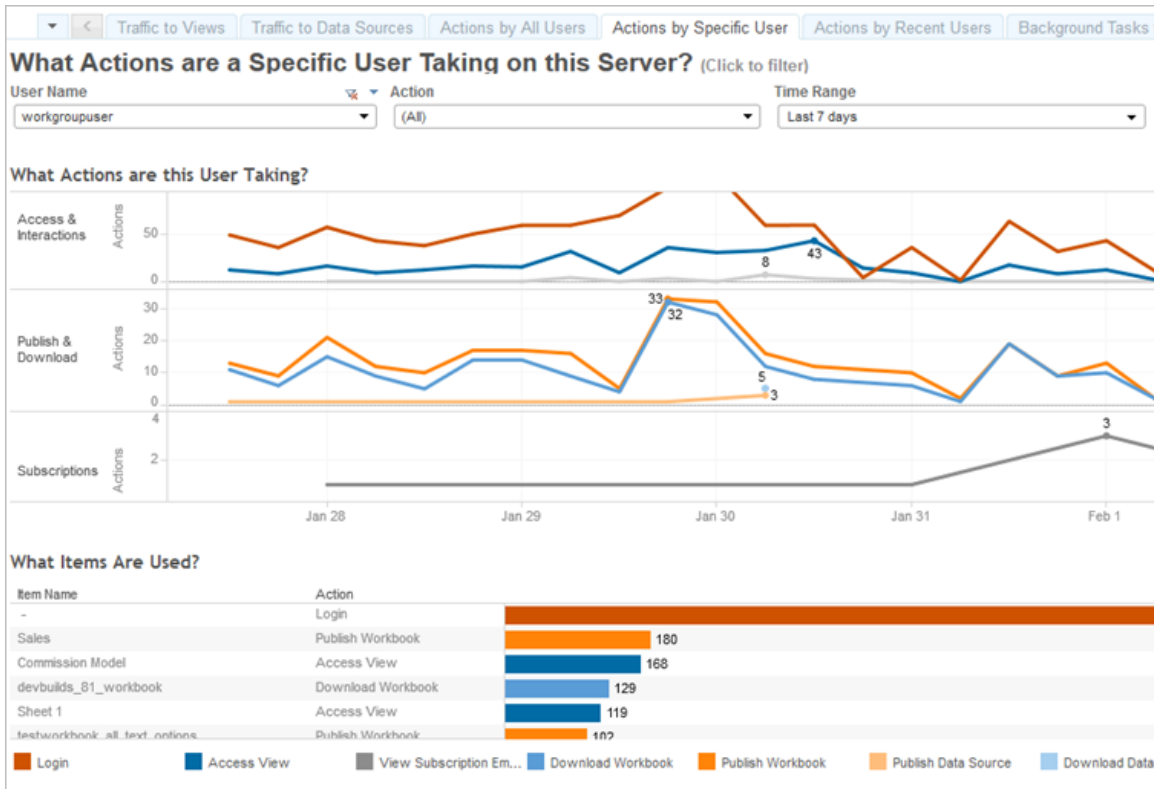 Traffic to Views Traffic to Data Sources Actions by All Users Actions by Specific User Actions by Recent Users Background Tasks
What Actions are a Specific User Taking on this Server? (Click to filter)
User Name Action Time Range
workgroupuser (All) Last 7 days
What Actions are this User Taking?
Access & Interactions
Actions
50
0
8
43
Publish & Download
Actions
30
20
10
0
33
32
5
3
Subscriptions
Actions
4
2
3
Jan 28 Jan 29 Jan 30 Jan 31 Feb 1
What Items Are Used?
Item Name Action
- Login
Sales Publish Workbook 180
Commission Model Access View 168
devbuilds_81_workbook Download Workbook 129
Sheet 1 Access View 119
testworkbook_all_text_options Publish Workbook 102
Login Access View View Subscription Em... Download Workbook Publish Workbook Publish Data Source Download Data